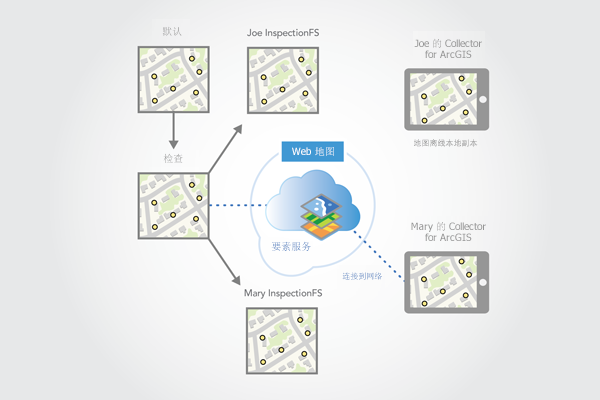 默认
Joe InspectionFS
Joe 的 Collector
for ArcGIS
地图离线本地副本
Web 地图
检查
要素服务
Mary 的 Collector
for ArcGIS
连接到网络
Mary InspectionFS